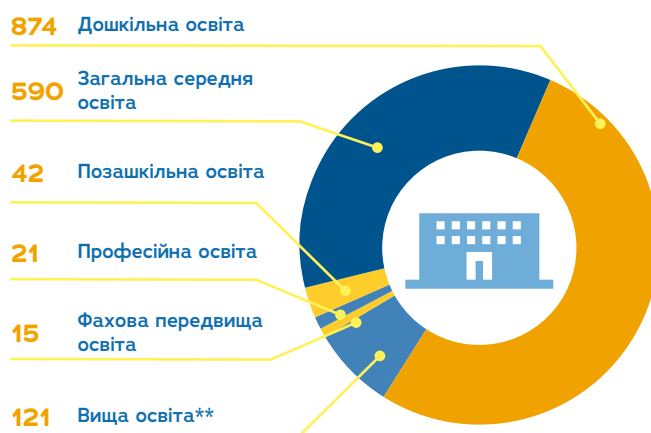 874 Дошкільна освіта
590 Загальна середня
освіта
42 Позашкільна освіта
21 Професійна освіта
15 Фахова передвища
освіта
121 Вища освіта**